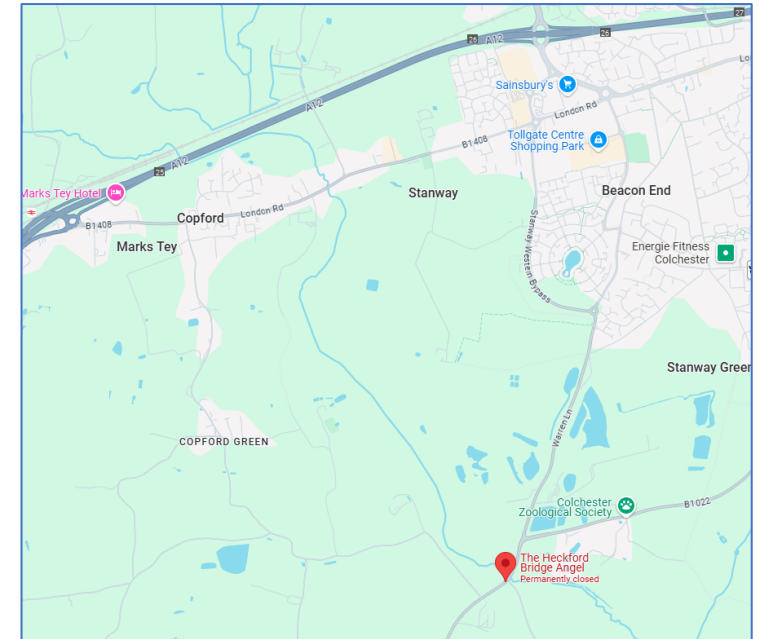 27
26
A12
26
Sainsbury's
Lo
London Rd
A12
Tollgate Centre
Shopping Park
B1408
25
A12
Marks Tey Hotel
Stanway
Beacon End
London Rd
Copford
B1408
Marks Tey
Stanway Western Bypass
Energie Fitness
Colchester
Stanway Green
Warren Ln
COPFORD GREEN
Colchester
Zoological Society
B1022
The Heckford
Bridge Angel
Permanently closed